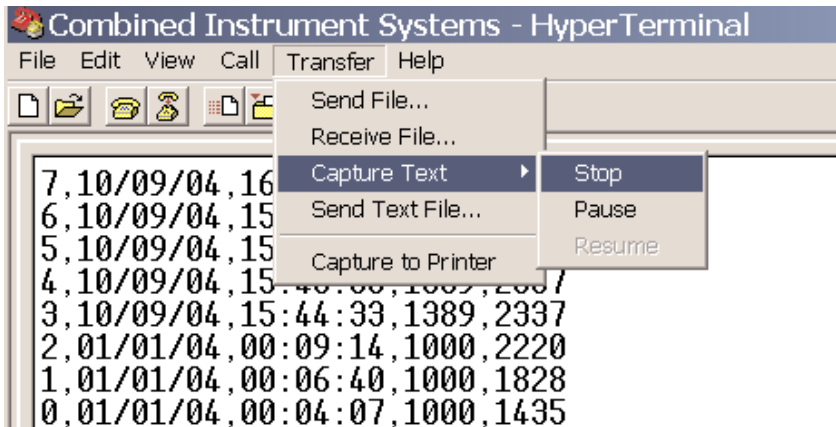 Combined Instrument Systems - HyperTerminal
File Edit View Call Transfer Help
Send File...
Receive File...
Capture Text
Send Text File...
Capture to Printer
Stop
Pause
Resume
7,10/09/04,16
6,10/09/04,15
5,10/09/04,15
4,10/09/04,15
3,10/09/04,15:44:33,1389,2337
2,01/01/04,00:09:14,1000,2220
1,01/01/04,00:06:40,1000,1828
0,01/01/04,00:04:07,1000,1435